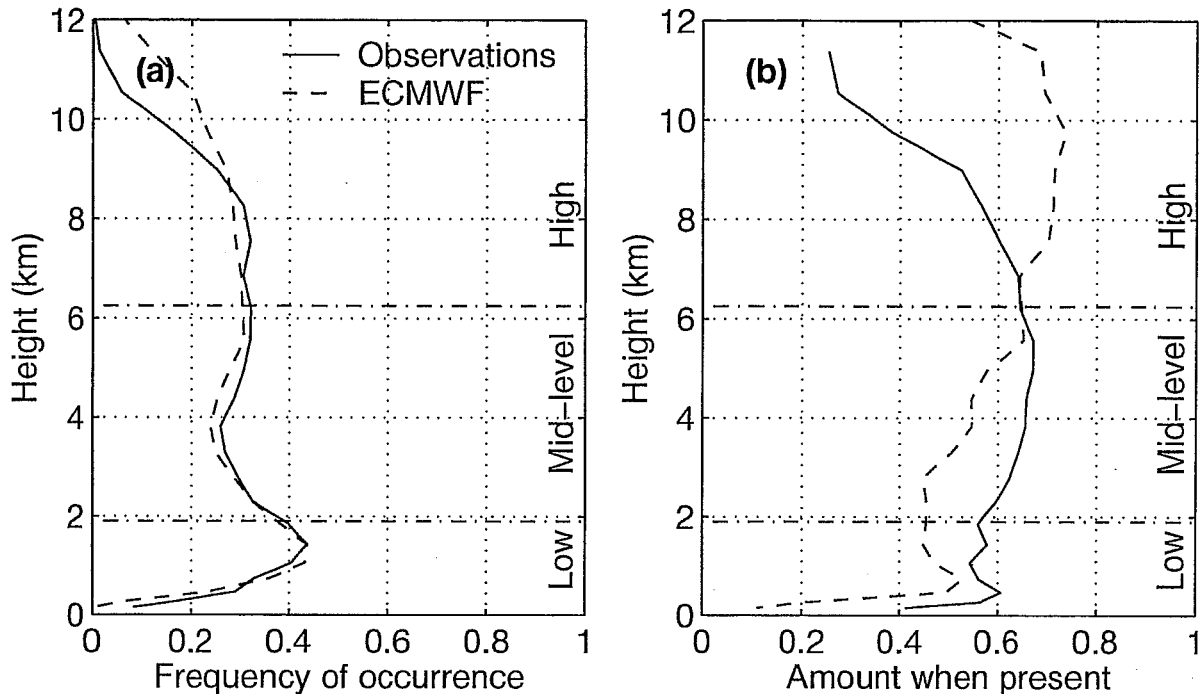 12
10
8
6
4
2
0
Height (km)
(a)
Observations
ECMWF
High
Mid-level
Low
0
0.2
0.4
0.6
0.8
1
Frequency of occurrence
12
10
8
6
4
2
0
Height (km)
(b)
High
Mid-level
Low
0
0.2
0.4
0.6
0.8
1
Amount when present